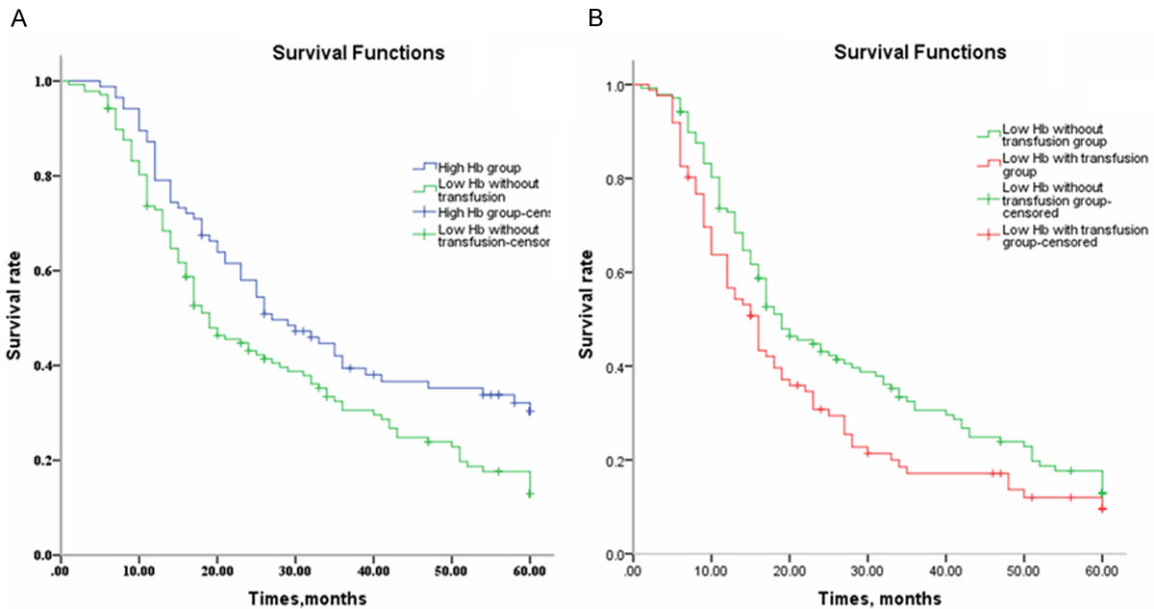 A
Survival Functions
1.0
0.8
0.6
0.4
0.2
0.0
Survival rate
.00 10.00 20.00 30.00 40.00 50.00 60.00
Times,months
High Hb group
Low Hb withoout
transfusion
High Hb group-cens
Low Hb withoout
transfusion-censor
B
Survival Functions
1.0
0.8
0.6
0.4
0.2
0.0
Survival rate
.00 10.00 20.00 30.00 40.00 50.00 60.00
Times, months
Low Hb withoout
transfusion group
Low Hb with transfusion
group
Low Hb withoout
transfusion group-
censored
Low Hb with transfusion
group-censored